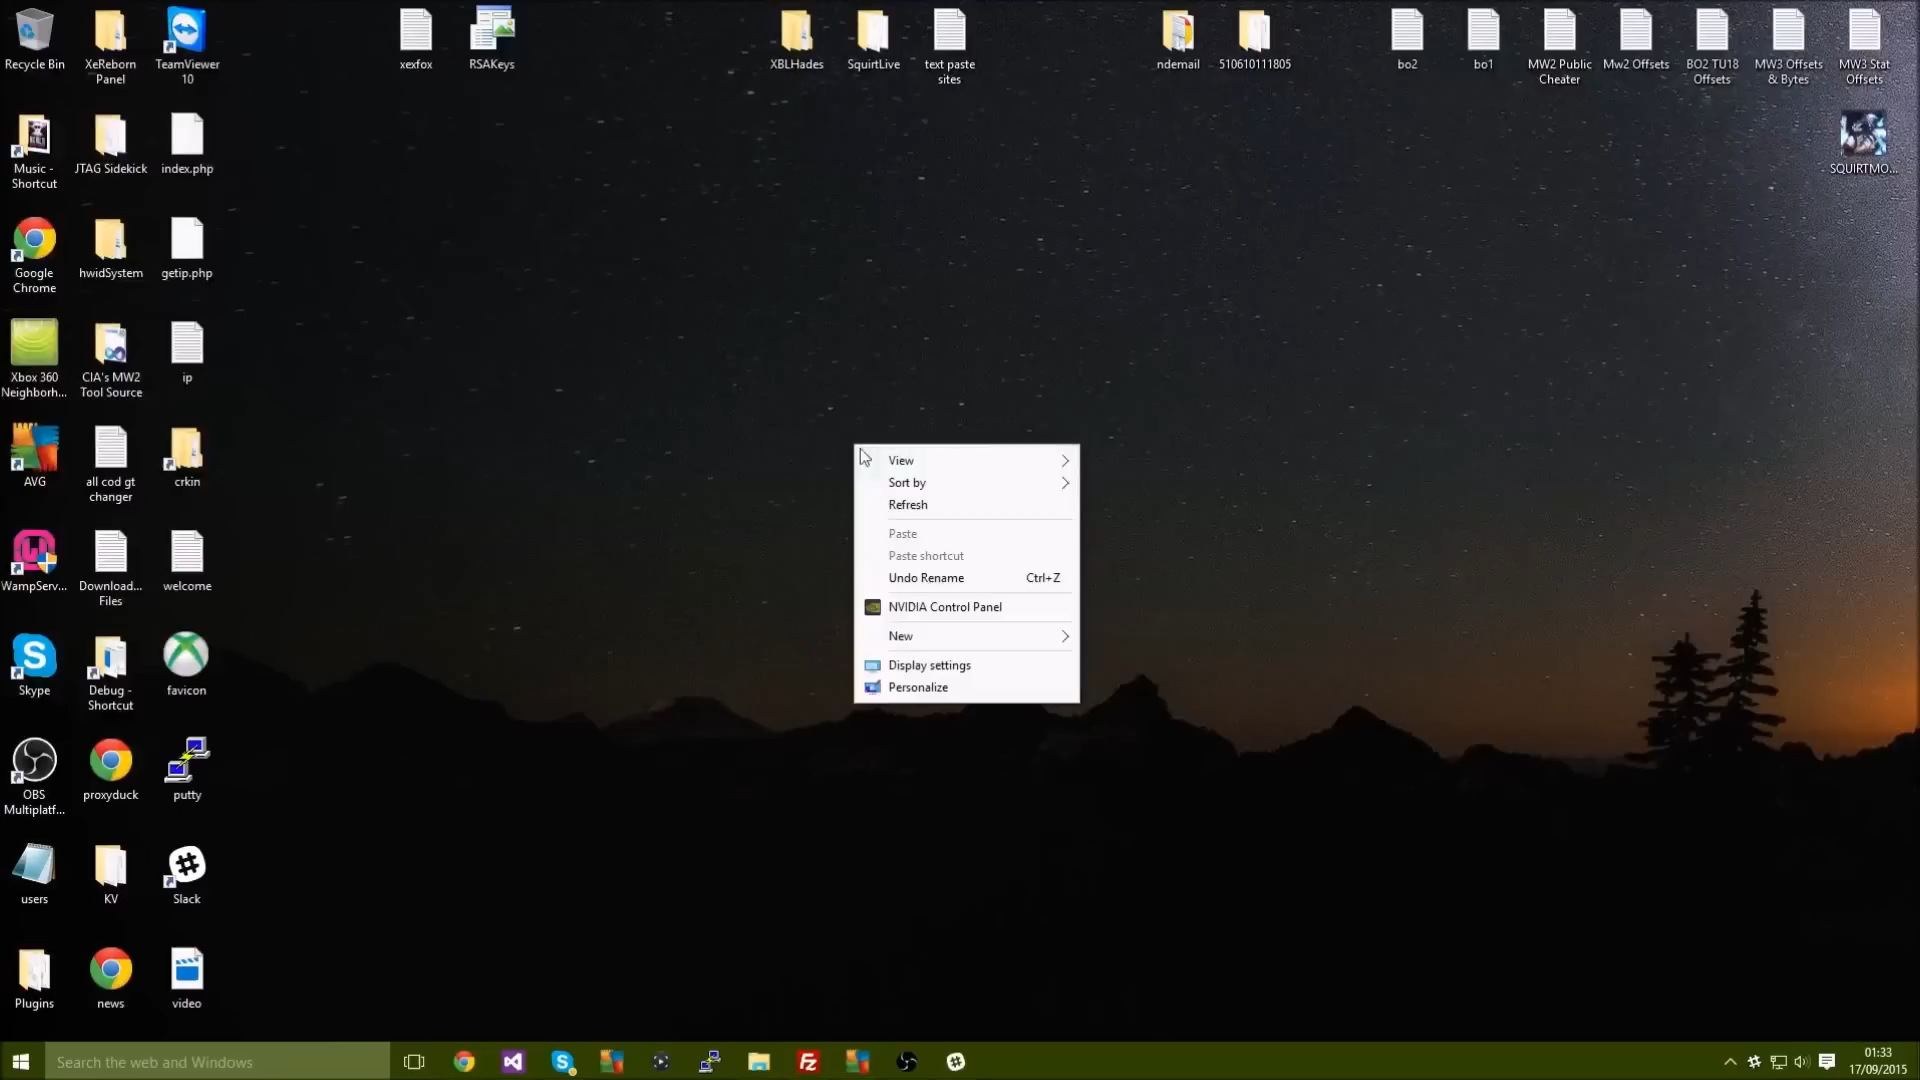 Recycle Bin
XeReborn
Panel
TeamViewer
10
xexfox
RSAKeys
XBLHades
SquirtLive
text paste
sites
ndemail
510610111805
bo2
bo1
MW2 Public
Cheater
Mw2 Offsets
BO2 TU18
Offsets
MW3 Offsets
& Bytes
MW3 Stat
Offsets
Music -
Shortcut
JTAG Sidekick
index.php
SQUIRTMO...
Google
Chrome
hwidSystem
getip.php
Xbox 360
Neighborh...
CIA's MW2
Tool Source
ip
AVG
all cod gt
changer
crkin
View
Sort by
Refresh
Paste
Paste shortcut
Undo Rename Ctrl+Z
NVIDIA Control Panel
New
Display settings
Personalize
WampServ...
Download...
Files
welcome
Skype
Debug -
Shortcut
favicon
OBS
Multiplatf...
proxyduck
putty
users
KV
Slack
Plugins
news
video
Search the web and Windows
01:33
17/09/2015